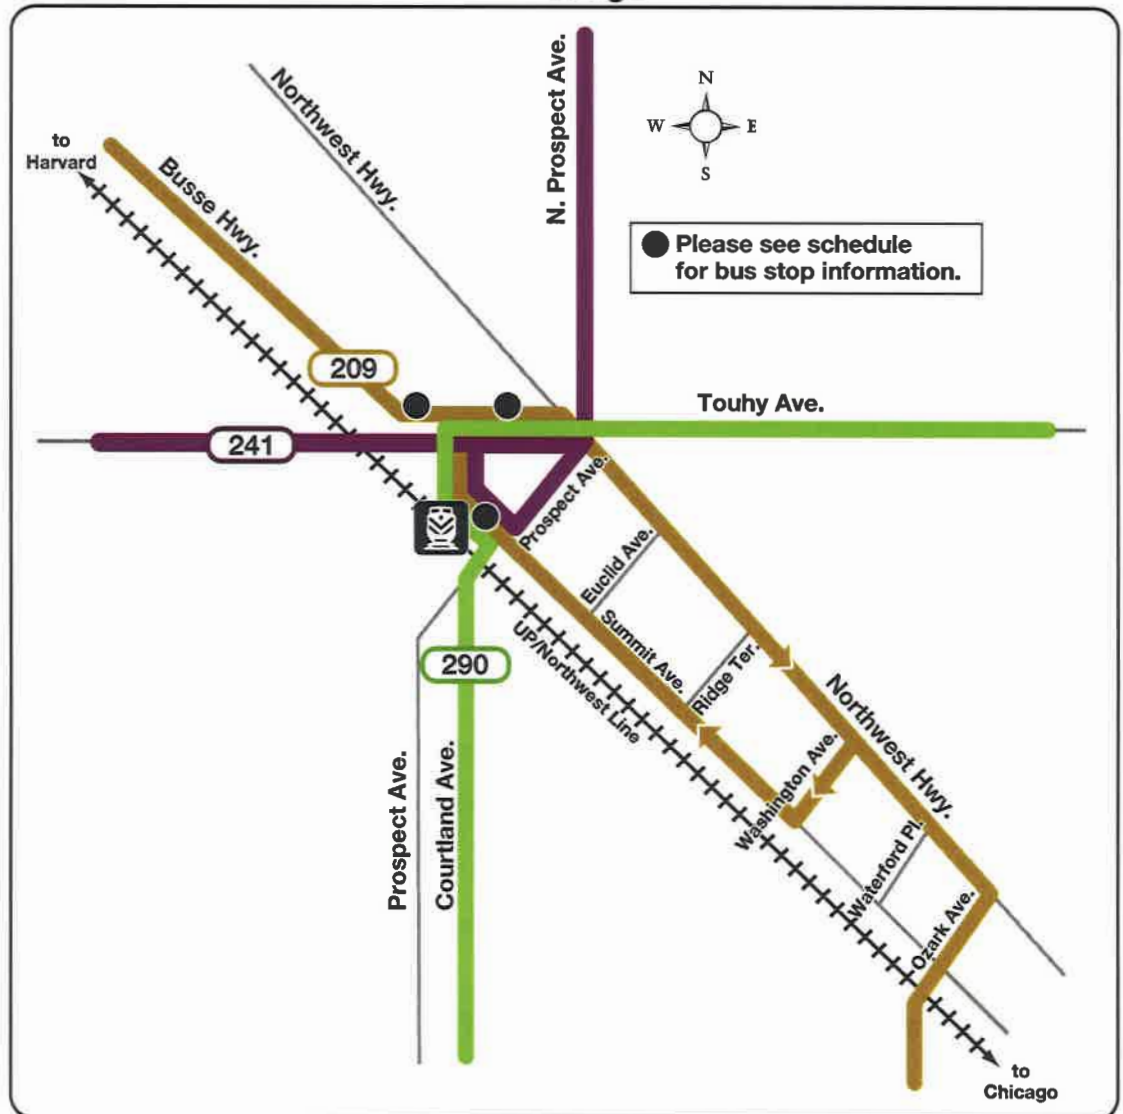 N. Prospect Ave.
N
W
E
S
Northwest Hwy.
to
Harvard
Busse Hwy.
Please see schedule
for bus stop information.
209
Touhy Ave.
241
Prospect Ave.
Euclid Ave.
Summit Ave.
Ridge Ter.
UP/Northwest Line
290
Northwest Hwy.
Washington Ave.
Prospect Ave.
Courtland Ave.
Waterford Pl.
Ozark Ave.
to
Chicago